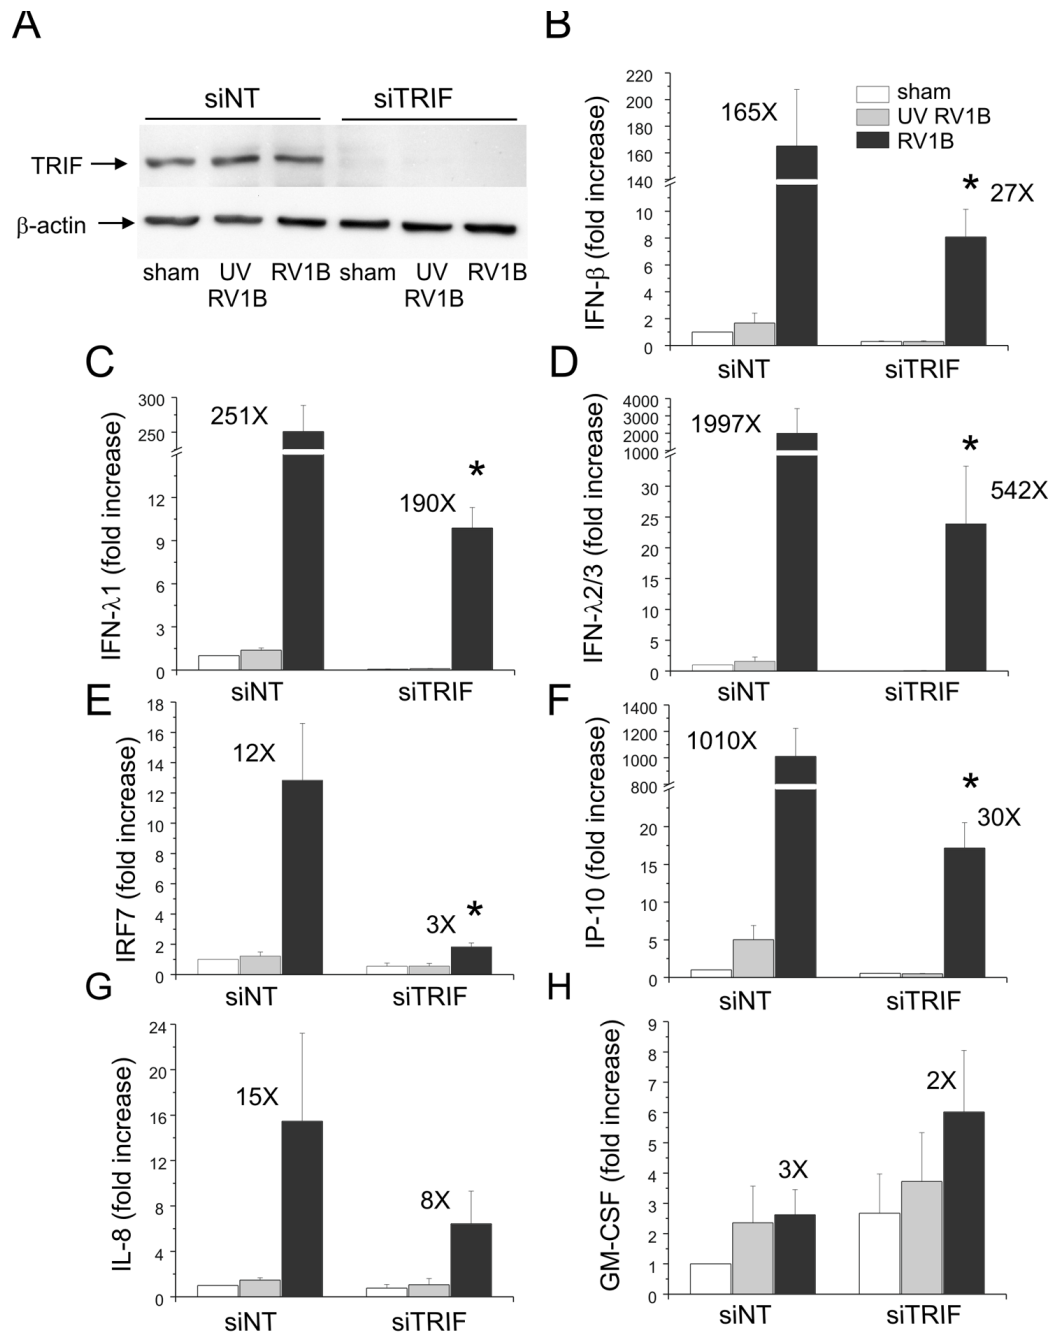 A
siNT siTRIF
TRIF
β-actin
sham UV RV1B sham UV RV1B
RV1B RV1B
B
IFN-β (fold increase)
220
200
180
160
140
10
8
6
4
2
0
165X
27X
*
sham
UV RV1B
RV1B
siNT siTRIF
C
IFN-λ1 (fold increase)
300
250
12
9
6
3
0
251X
190X
*
siNT siTRIF
D
IFN-λ2/3 (fold increase)
4000
3000
2000
1000
30
25
20
15
10
5
0
1997X
542X
*
siNT siTRIF
E
IRF7 (fold increase)
18
16
14
12
10
8
6
4
2
0
12X
3X
*
siNT siTRIF
F
IP-10 (fold increase)
1400
1200
1000
800
20
15
10
5
0
1010X
30X
*
siNT siTRIF
G
IL-8 (fold increase)
24
20
16
12
8
4
0
15X
8X
siNT siTRIF
H
GM-CSF (fold increase)
9
8
7
6
5
4
3
2
1
0
3X
2X
siNT siTRIF